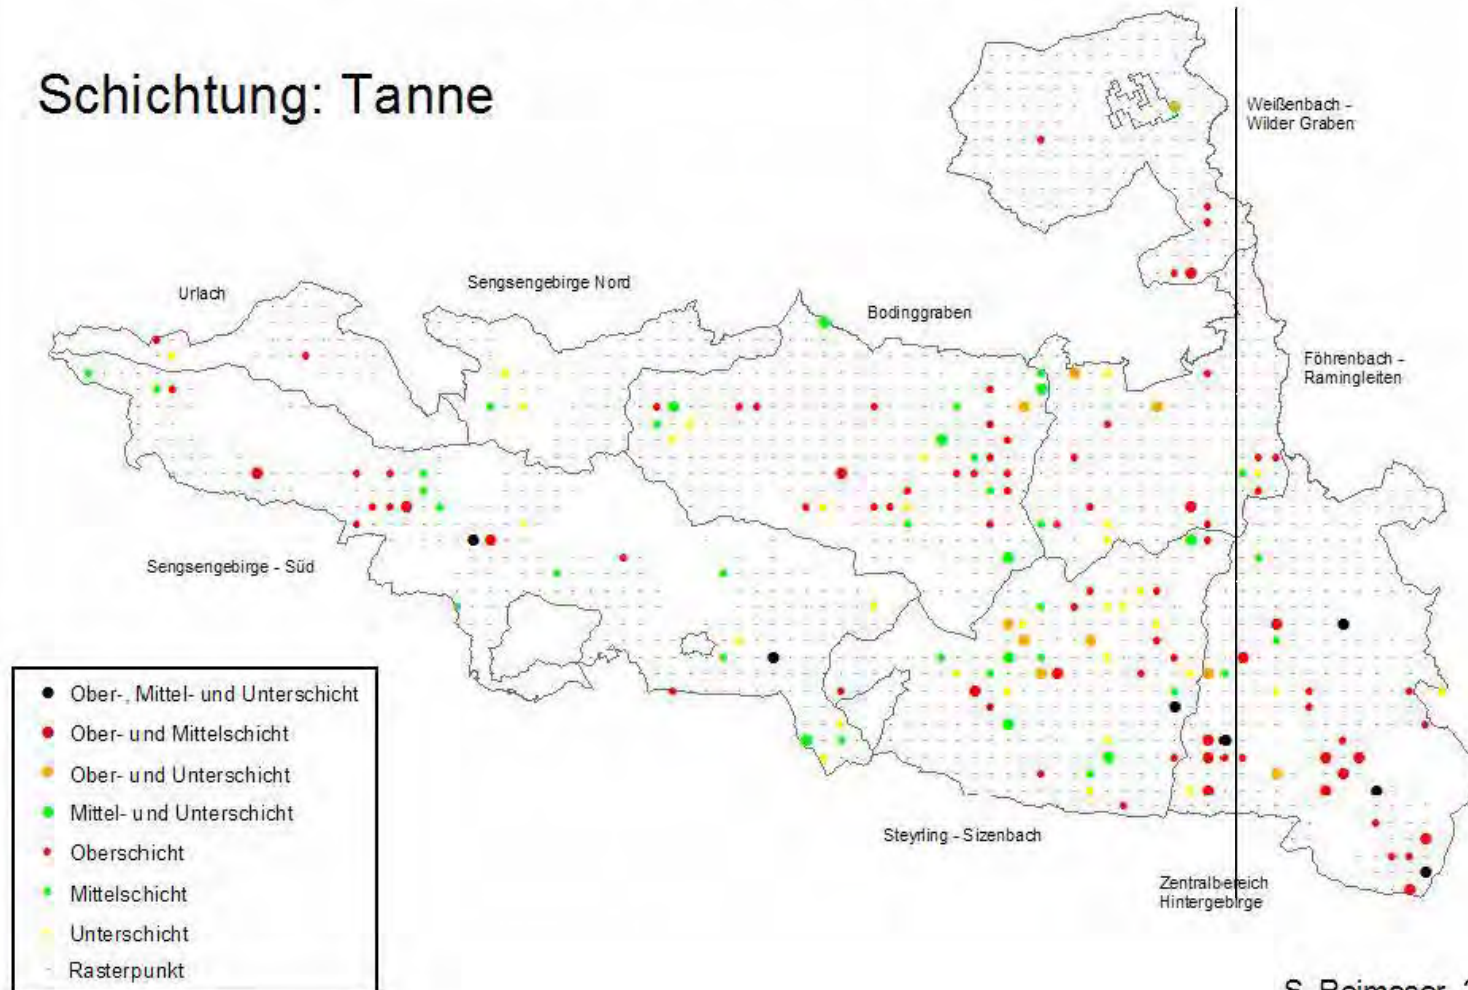 Schichtung: Tanne
Weißenbach -
Wilder Graben
Urlach
Sengsengebirge Nord
Bodinggraben
Föhrenbach -
Ramingleiten
Sengsengebirge - Süd
Steyrling - Sizenbach
Zentralbereich
Hintergebirge
Ober-, Mittel- und Unterschicht
Ober- und Mittelschicht
Ober- und Unterschicht
Mittel- und Unterschicht
Oberschicht
Mittelschicht
Unterschicht
Rasterpunkt
S. Reimoser